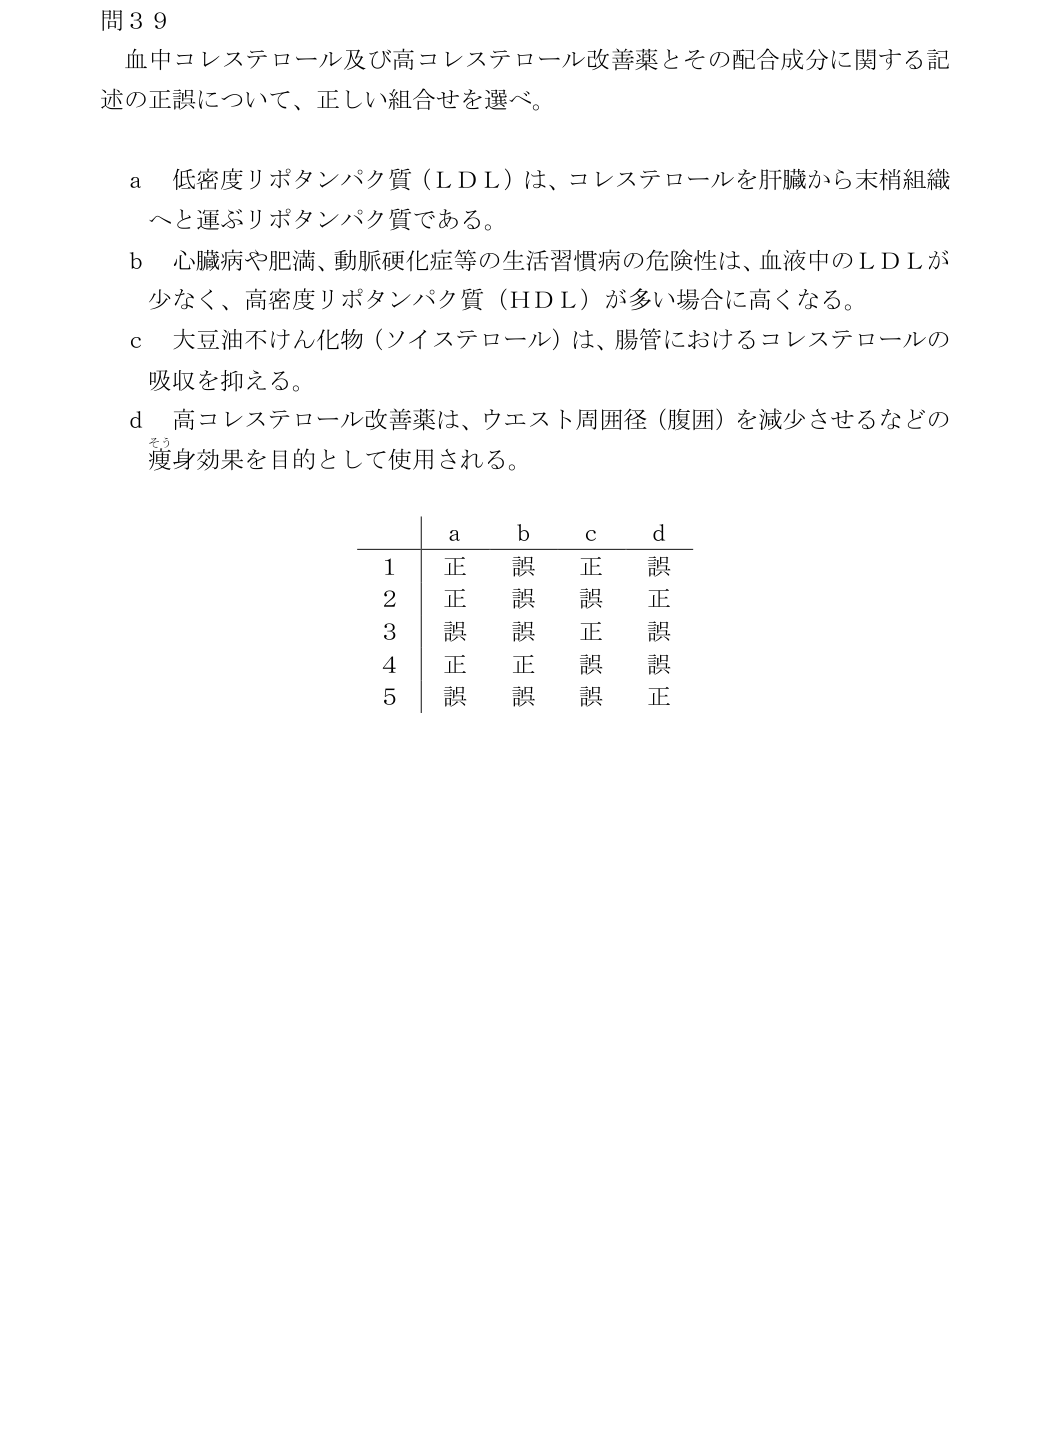 問３９
血中コレステロール及び高コレステロール改善薬とその配合成分に関する記
述の正誤について、正しい組合せを選べ。
ａ　低密度リポタンパク質（ＬＤＬ）は、コレステロールを肝臓から末梢組織
へと運ぶリポタンパク質である。
ｂ　心臓病や肥満、動脈硬化症等の生活習慣病の危険性は、血液中のＬＤＬが
少なく、高密度リポタンパク質（ＨＤＬ）が多い場合に高くなる。
ｃ　大豆油不けん化物（ソイステロール）は、腸管におけるコレステロールの
吸収を抑える。
ｄ　高コレステロール改善薬は、ウエスト周囲径（腹囲）を減少させるなどの
そう
痩身効果を目的として使用される。
ａ ｂ ｃ ｄ
１ 正 誤 正 誤
２ 正 誤 誤 正
３ 誤 誤 正 誤
４ 正 正 誤 誤
５ 誤 誤 誤 正